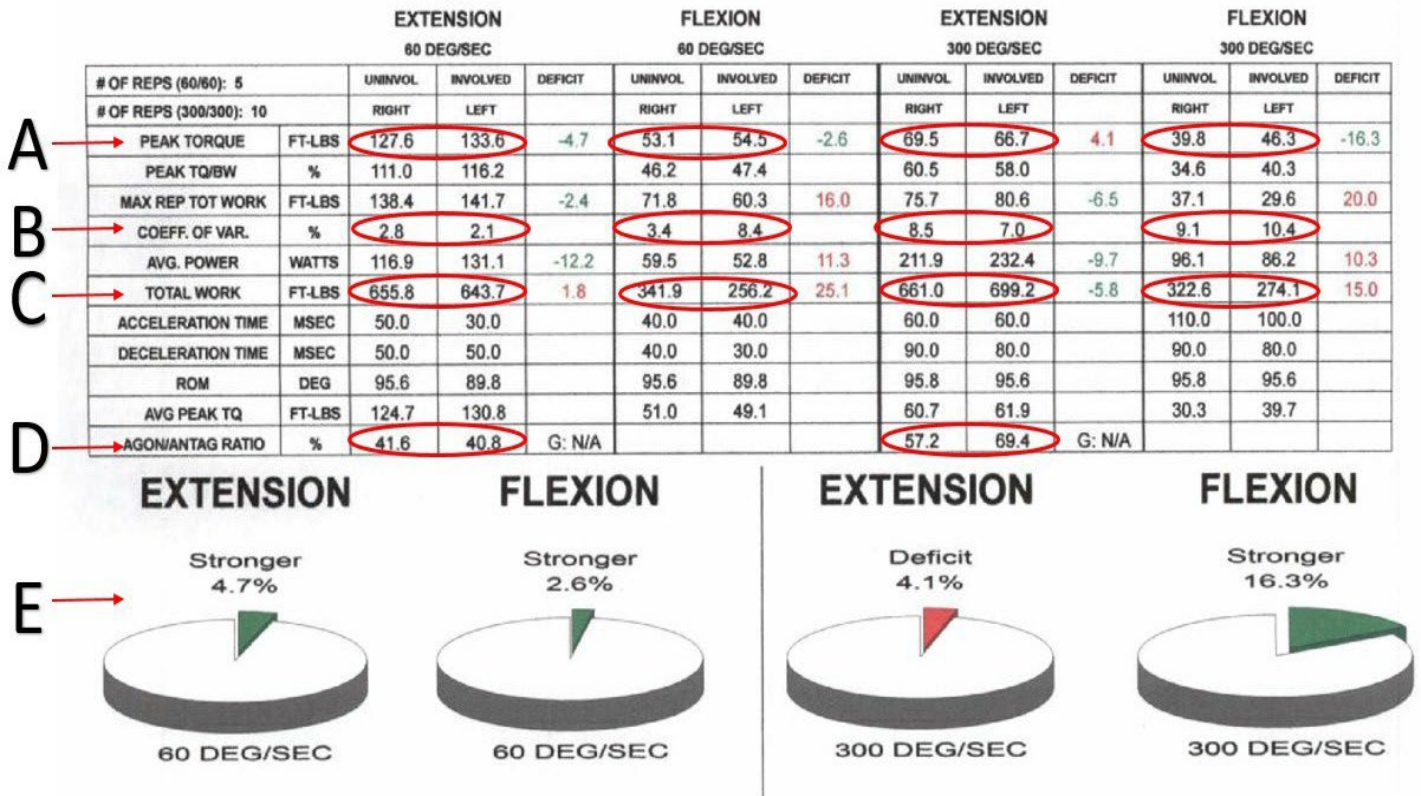 EXTENSION FLEXION EXTENSION FLEXION
60 DEG/SEC 60 DEG/SEC 300 DEG/SEC 300 DEG/SEC
# OF REPS (60/60): 5 UNINVOL INVOLVED DEFICIT UNINVOL INVOLVED DEFICIT UNINVOL INVOLVED DEFICIT UNINVOL INVOLVED DEFICIT
# OF REPS (300/300): 10 RIGHT LEFT RIGHT LEFT RIGHT LEFT RIGHT LEFT
A PEAK TORQUE FT-LBS 127.6 133.6 -4.7 53.1 54.5 -2.6 69.5 66.7 4.1 39.8 46.3 -16.3
PEAK TQ/BW % 111.0 116.2 46.2 47.4 60.5 58.0 34.6 40.3
MAX REP TOT WORK FT-LBS 138.4 141.7 -2.4 71.8 60.3 16.0 75.7 80.6 -6.5 37.1 29.6 20.0
B COEFF. OF VAR. % 2.8 2.1 3.4 8.4 8.5 7.0 9.1 10.4
AVG. POWER WATTS 116.9 131.1 -12.2 59.5 52.8 11.3 211.9 232.4 -9.7 96.1 86.2 10.3
C TOTAL WORK FT-LBS 655.8 643.7 1.8 341.9 256.2 25.1 661.0 699.2 -5.8 322.6 274.1 15.0
ACCELERATION TIME MSEC 50.0 30.0 40.0 40.0 60.0 60.0 110.0 100.0
DECELERATION TIME MSEC 50.0 50.0 40.0 30.0 90.0 80.0 90.0 80.0
ROM DEG 95.6 89.8 95.6 89.8 95.8 95.6 95.8 95.6
AVG PEAK TQ FT-LBS 124.7 130.8 51.0 49.1 60.7 61.9 30.3 39.7
D AGON/ANTAG RATIO % 41.6 40.8 G: N/A 57.2 69.4 G: N/A
EXTENSION FLEXION EXTENSION FLEXION
Stronger Stronger Deficit Stronger
4.7% 2.6% 4.1% 16.3%
E
60 DEG/SEC 60 DEG/SEC 300 DEG/SEC 300 DEG/SEC